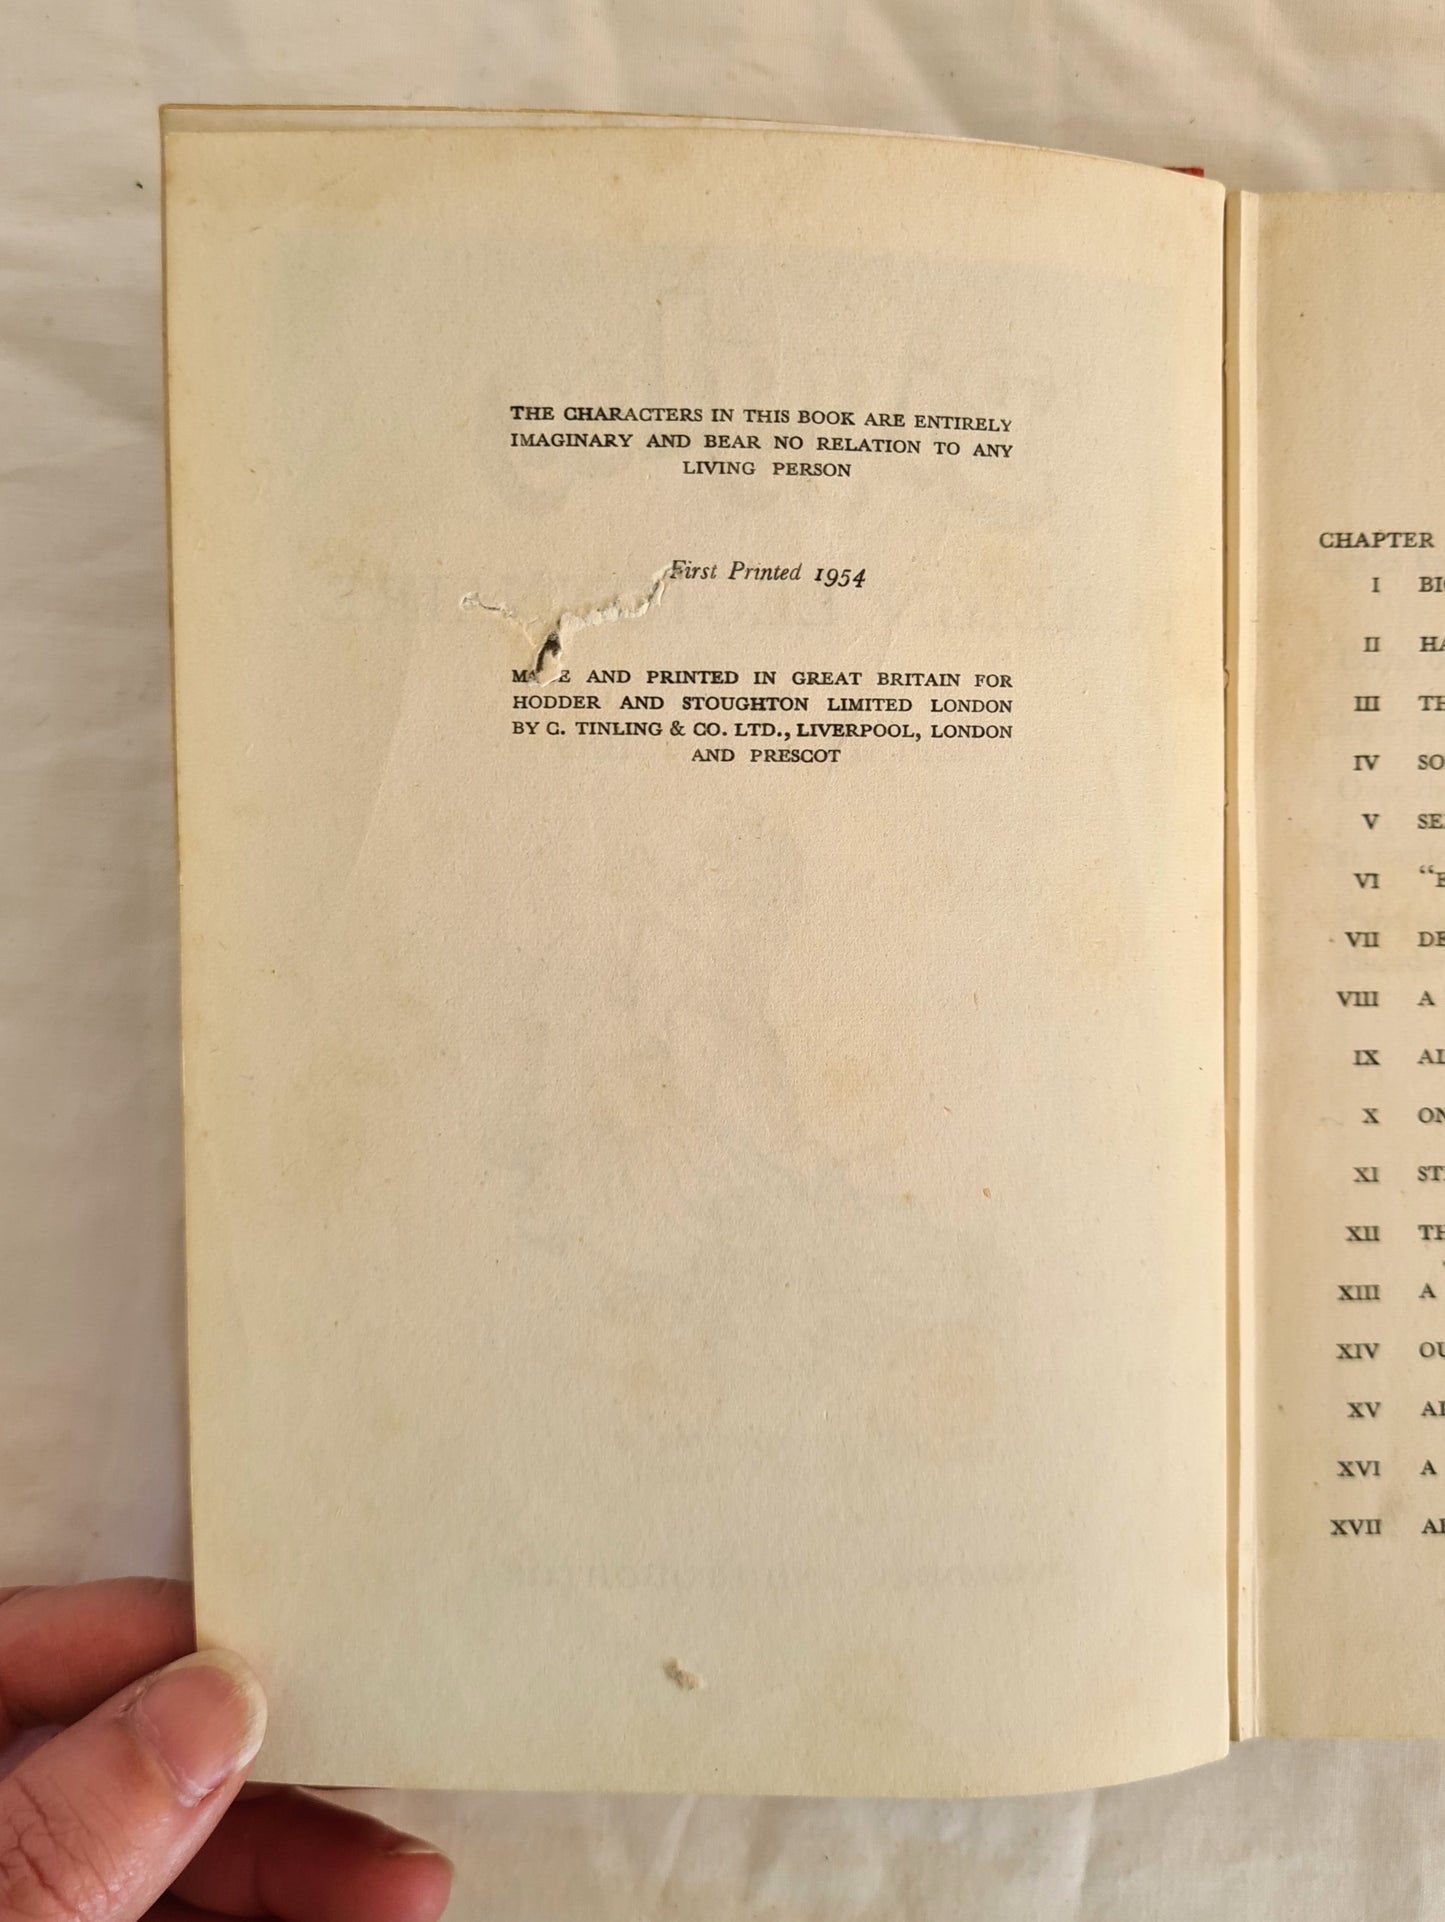 THE CHARACTERS IN THIS BOOK ARE ENTIRELY
IMAGINARY AND BEAR NO RELATION TO ANY
LIVING PERSON
First Printed 1954
AND PRINTED IN GREAT BRITAIN FOR
HODDER AND STOUGHTON LIMITED LONDON
BY C. TINLING & CO. LTD., LIVERPOOL, LONDON
AND PRESCOT
CHAPTER
I
II
III
IV
V
VI
VII
VIII A
IX
X
XI
XII
XIII A
XIV
XV
XVI A
XVII